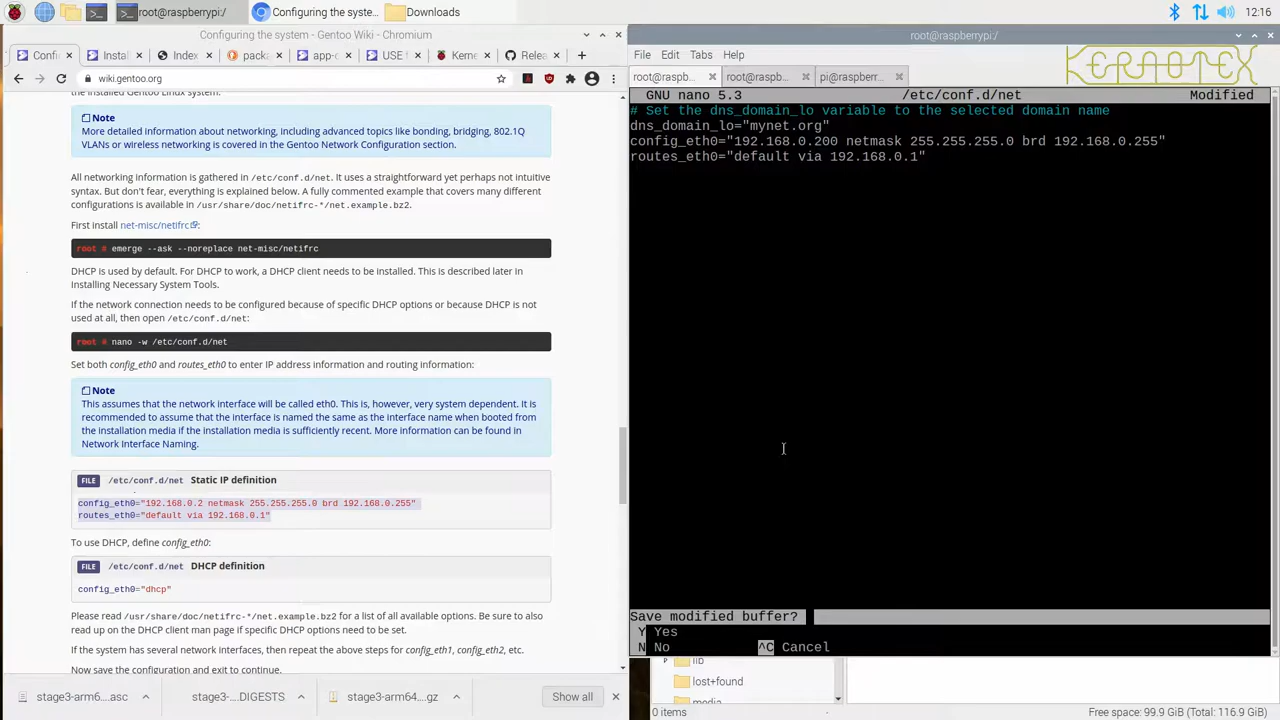 root@raspberrypi:/
Configuring the syste...
Downloads
12:16
Configuring the system - Gentoo Wiki - Chromium
root@raspberrypi:/
Confi
Instal
Index
packa
app-
USE f
Kerne
Relea
File Edit Tabs Help
KERNOTEX
wiki.gentoo.org
root@raspb...
root@raspb...
pi@raspberr...
the installed Gentoo Linux system.
Note
More detailed information about networking, including advanced topics like bonding, bridging, 802.1Q
VLANs or wireless networking is covered in the Gentoo Network Configuration section.
All networking information is gathered in /etc/conf.d/net. It uses a straightforward yet perhaps not intuitive
syntax. But don't fear, everything is explained below. A fully commented example that covers many different
configurations is available in /usr/share/doc/netifrc-*/net.example.bz2.
First install net-misc/netifrc:
root # emerge --ask --noreplace net-misc/netifrc
DHCP is used by default. For DHCP to work, a DHCP client needs to be installed. This is described later in
Installing Necessary System Tools.
If the network connection needs to be configured because of specific DHCP options or because DHCP is not
used at all, then open /etc/conf.d/net:
root # nano -w /etc/conf.d/net
Set both config_eth0 and routes_eth0 to enter IP address information and routing information:
Note
This assumes that the network interface will be called eth0. This is, however, very system dependent. It is
recommended to assume that the interface is named the same as the interface name when booted from
the installation media if the installation media is sufficiently recent. More information can be found in
Network Interface Naming.
FILE /etc/conf.d/net Static IP definition
config_eth0="192.168.0.2 netmask 255.255.255.0 brd 192.168.0.255"
routes_eth0="default via 192.168.0.1"
To use DHCP, define config_eth0:
FILE /etc/conf.d/net DHCP definition
config_eth0="dhcp"
Please read /usr/share/doc/netifrc-*/net.example.bz2 for a list of all available options. Be sure to also
read up on the DHCP client man page if specific DHCP options need to be set.
If the system has several network interfaces, then repeat the above steps for config_eth1, config_eth2, etc.
Now save the configuration and exit to continue.
stage3-arm6....asc
stage3-....DIGESTS
stage3-arm64....gz
Show all
GNU nano 5.3 /etc/conf.d/net Modified
# Set the dns_domain_lo variable to the selected domain name
dns_domain_lo="mynet.org"
config_eth0="192.168.0.200 netmask 255.255.255.0 brd 192.168.0.255"
routes_eth0="default via 192.168.0.1"
Save modified buffer?
Y Yes
N No ^C Cancel
lib
lost+found
media
0 items
Free space: 99.9 GiB (Total: 116.9 GiB)